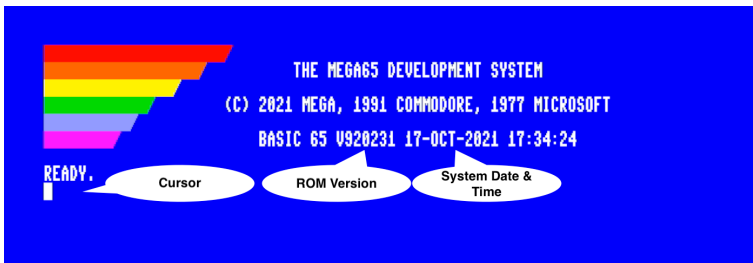 THE MEGA65 DEVELOPMENT SYSTEM
(C) 2021 MEGA, 1991 COMMODORE, 1977 MICROSOFT
BASIC 65 V920231 17-OCT-2021 17:34:24
READY.
Cursor
ROM Version
System Date &
Time